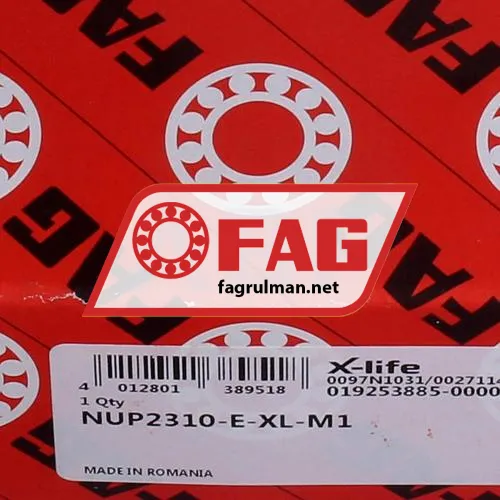 FAG
FAG
fagrulman.net
X-life
0097N1031/0027114
019253885-0000
4 012801 389518
1 Qty
NUP2310-E-XL-M1
MADE IN ROMANIA